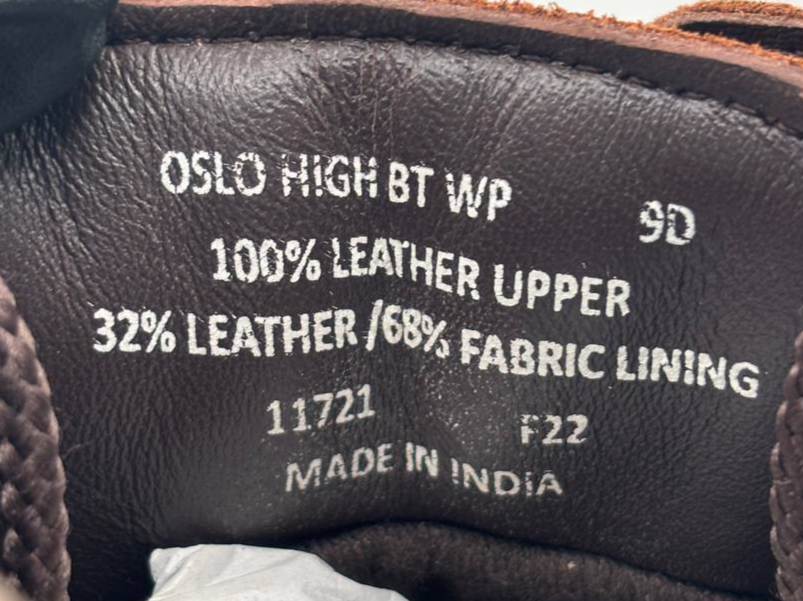 OSLO HIGH BT WP 9D
100% LEATHER UPPER
32% LEATHER /68% FABRIC LINING
11721 F22
MADE IN INDIA